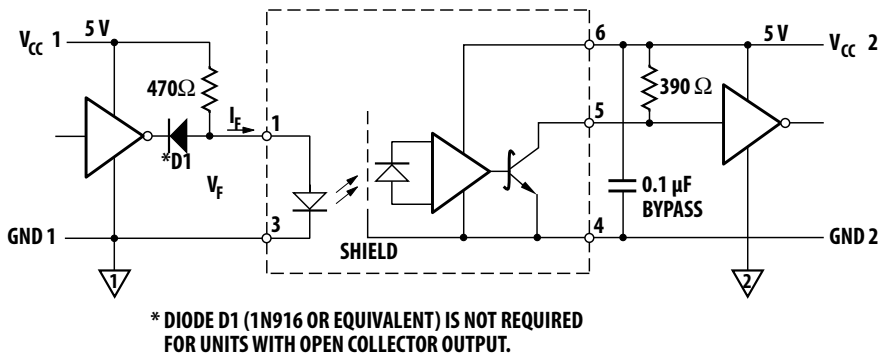 V_CC 1
5 V
470Ω
I_F
1
*D1
V_F
GND 1
3
1
SHIELD
6
5
4
390 Ω
0.1 µF
BYPASS
5 V
V_CC 2
GND 2
2
* DIODE D1 (1N916 OR EQUIVALENT) IS NOT REQUIRED
FOR UNITS WITH OPEN COLLECTOR OUTPUT.